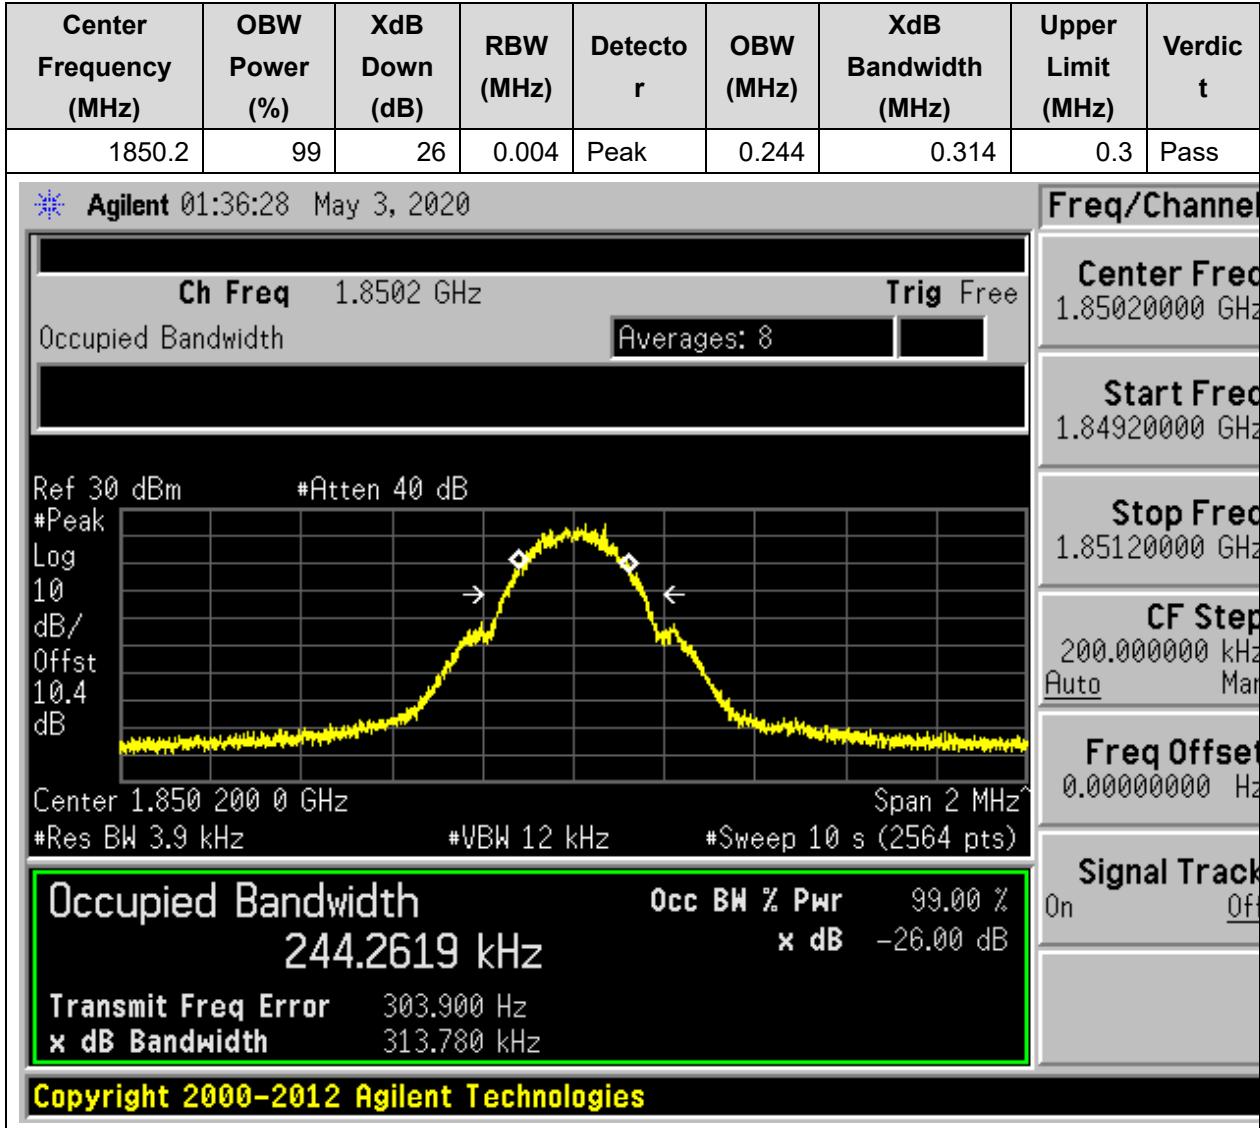 Center Frequency (MHz) OBW Power (%) XdB Down (dB) RBW (MHz) Detector OBW (MHz) XdB Bandwidth (MHz) Upper Limit (MHz) Verdict
1850.2 99 26 0.004 Peak 0.244 0.314 0.3 Pass
Agilent 01:36:28 May 3, 2020
Freq/Channel
Ch Freq 1.8502 GHz Trig Free
Occupied Bandwidth Averages: 8
Center Freq
1.85020000 GHz
Start Freq
1.84920000 GHz
Stop Freq
1.85120000 GHz
CF Step
200.000000 kHz
Auto Man
Freq Offset
0.00000000 Hz
Signal Track
On Off
Ref 30 dBm #Atten 40 dB
#Peak
Log
10
dB/
Offst
10.4
dB
Center 1.850 200 0 GHz Span 2 MHz^
#Res BW 3.9 kHz #VBW 12 kHz #Sweep 10 s (2564 pts)
Occupied Bandwidth Occ BW % Pwr 99.00 %
244.2619 kHz x dB -26.00 dB
Transmit Freq Error 303.900 Hz
x dB Bandwidth 313.780 kHz
Copyright 2000-2012 Agilent Technologies